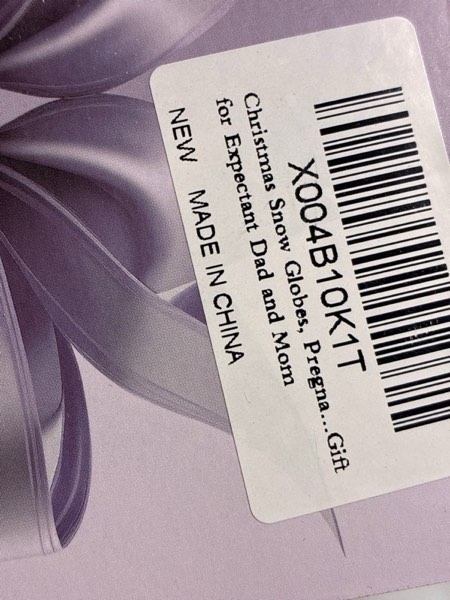 X004B10K1T
Christmas Snow Globes, Pregna...Gift
for Expectant Dad and Mom
NEW MADE IN CHINA